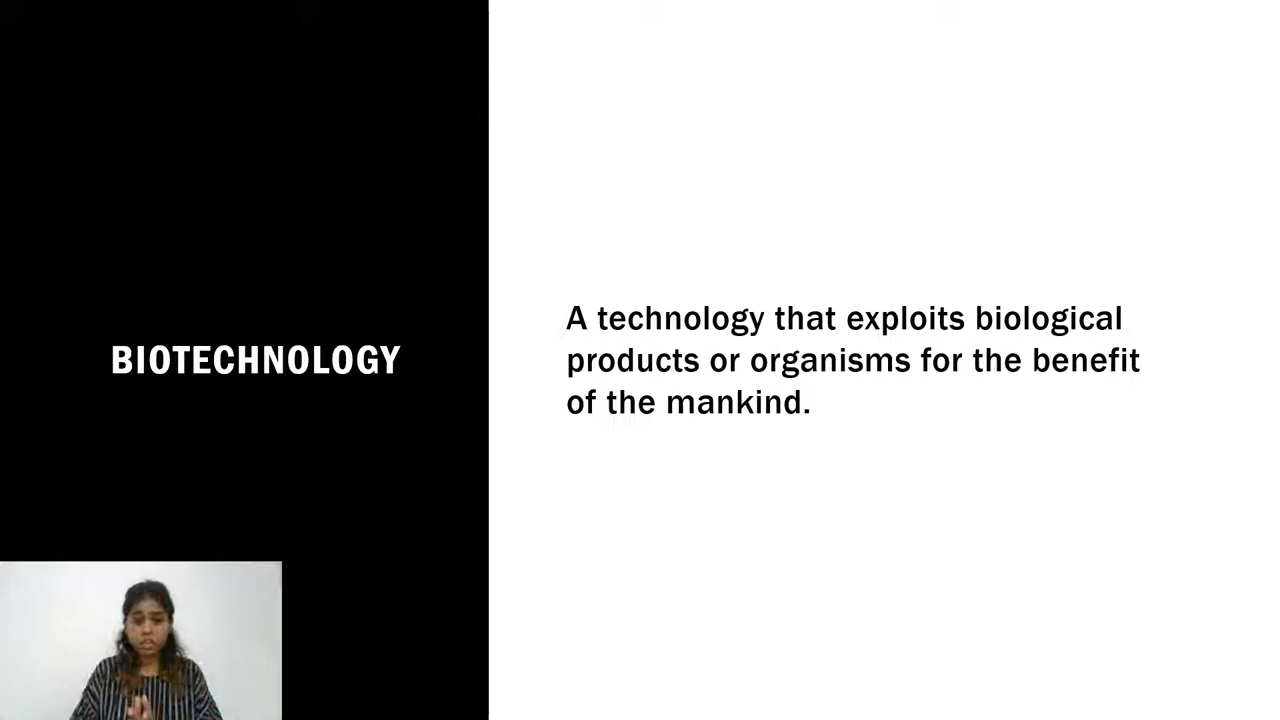 BIOTECHNOLOGY
A technology that exploits biological
products or organisms for the benefit
of the mankind.